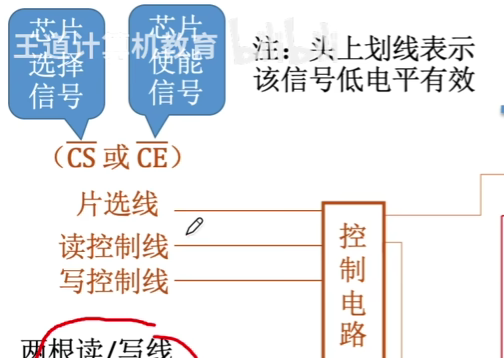 芯片
选择
信号
芯片
使能
信号
王道计算机教育
注：头上划线表示
该信号低电平有效
（CS 或 CE）
片选线
读控制线
写控制线
控
制
电
路
两根读/写线